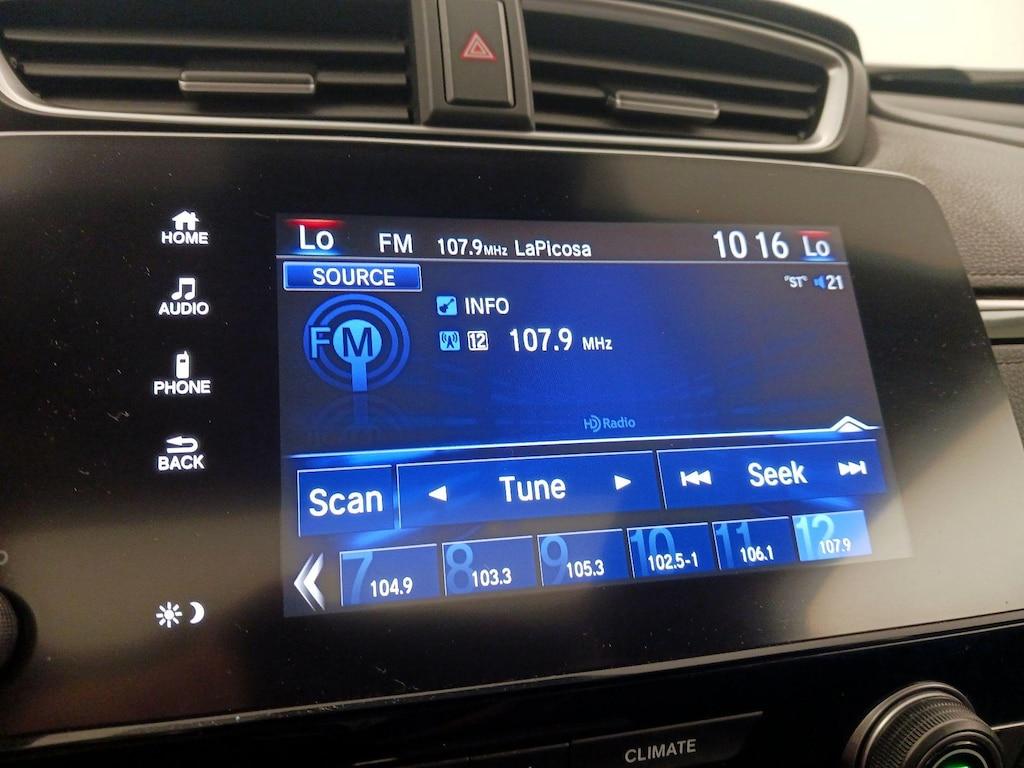 HOME
AUDIO
PHONE
BACK
Lo FM 107.9MHz LaPicosa 10 16 Lo
SOURCE "ST" 21
FM
INFO
12 107.9 MHz
HD Radio
Scan Tune Seek
7 104.9 8 103.3 9 105.3 10 102.5-1 11 106.1 12 107.9
CLIMATE